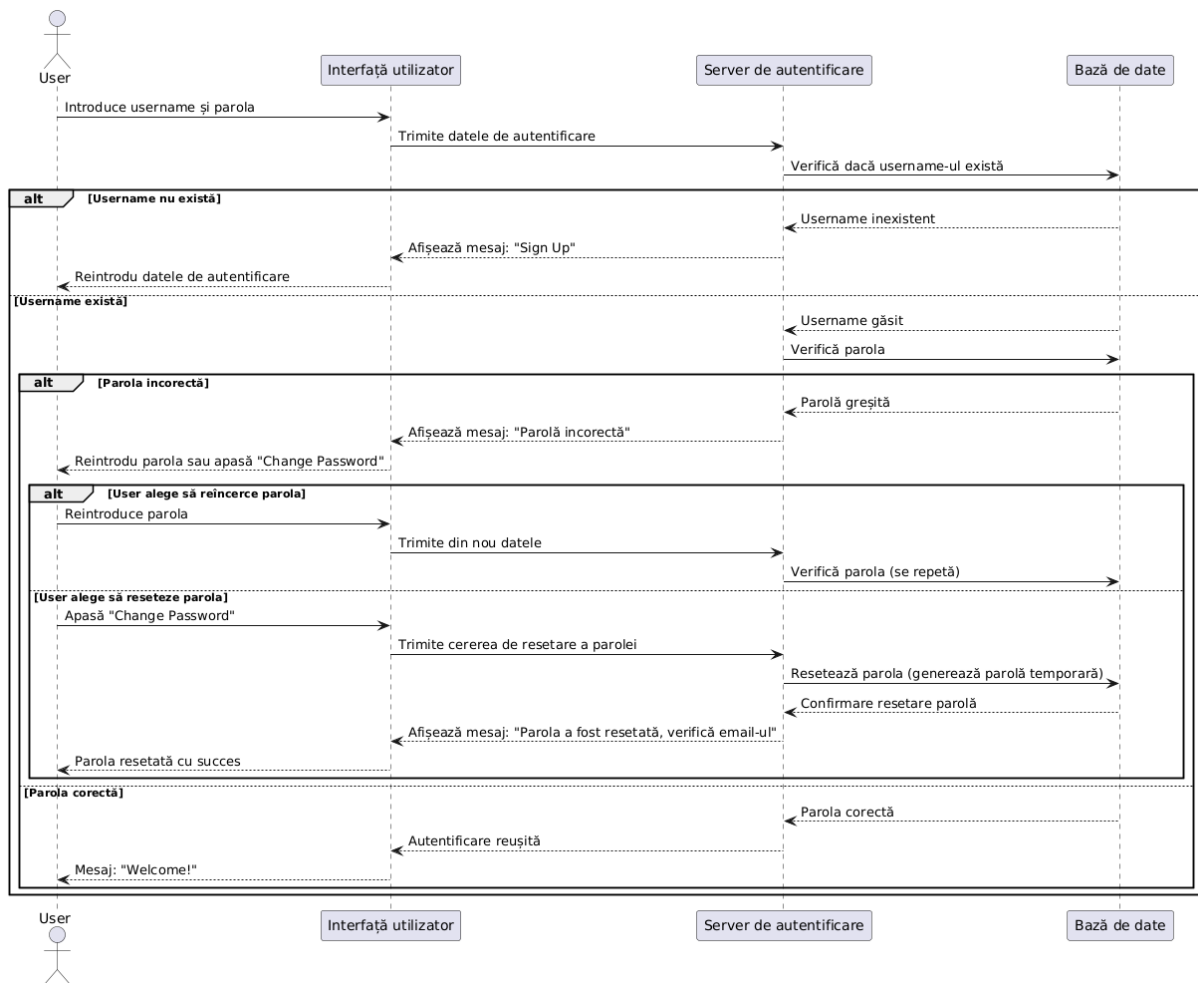 User
Interfață utilizator
Server de autentificare
Bază de date
Introduce username și parola
Trimite datele de autentificare
Verifică dacă username-ul există
alt [Username nu există]
Username inexistent
Afișează mesaj: "Sign Up"
Reintrodu datele de autentificare
[Username există]
Username găsit
Verifică parola
alt [Parola incorectă]
Parolă greșită
Afișează mesaj: "Parolă incorectă"
Reintrodu parola sau apasă "Change Password"
alt [User alege să reîncerce parola]
Reintroduce parola
Trimite din nou datele
Verifică parola (se repetă)
[User alege să reseteze parola]
Apasă "Change Password"
Trimite cererea de resetare a parolei
Resetează parola (generează parolă temporară)
Confirmare resetare parolă
Afișează mesaj: "Parola a fost resetată, verifică email-ul"
Parola resetată cu succes
[Parola corectă]
Parola corectă
Autentificare reușită
Mesaj: "Welcome!"
User
Interfață utilizator
Server de autentificare
Bază de date